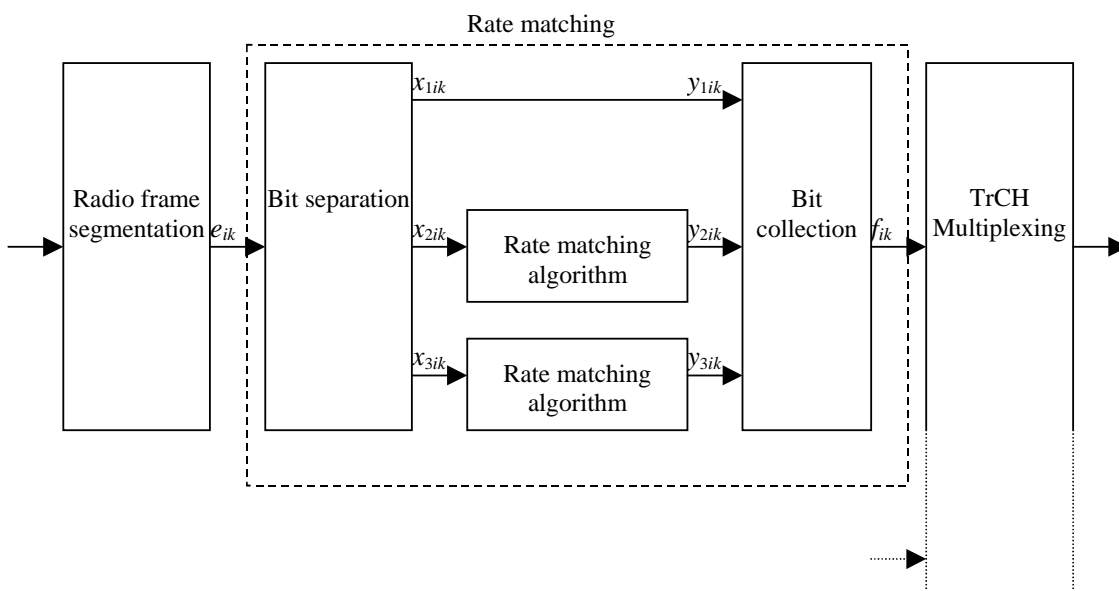 Rate matching
Radio frame
segmentation
e_ik
Bit separation
x_1ik
y_1ik
x_2ik
Rate matching
algorithm
y_2ik
x_3ik
Rate matching
algorithm
y_3ik
Bit
collection
f_ik
TrCH
Multiplexing